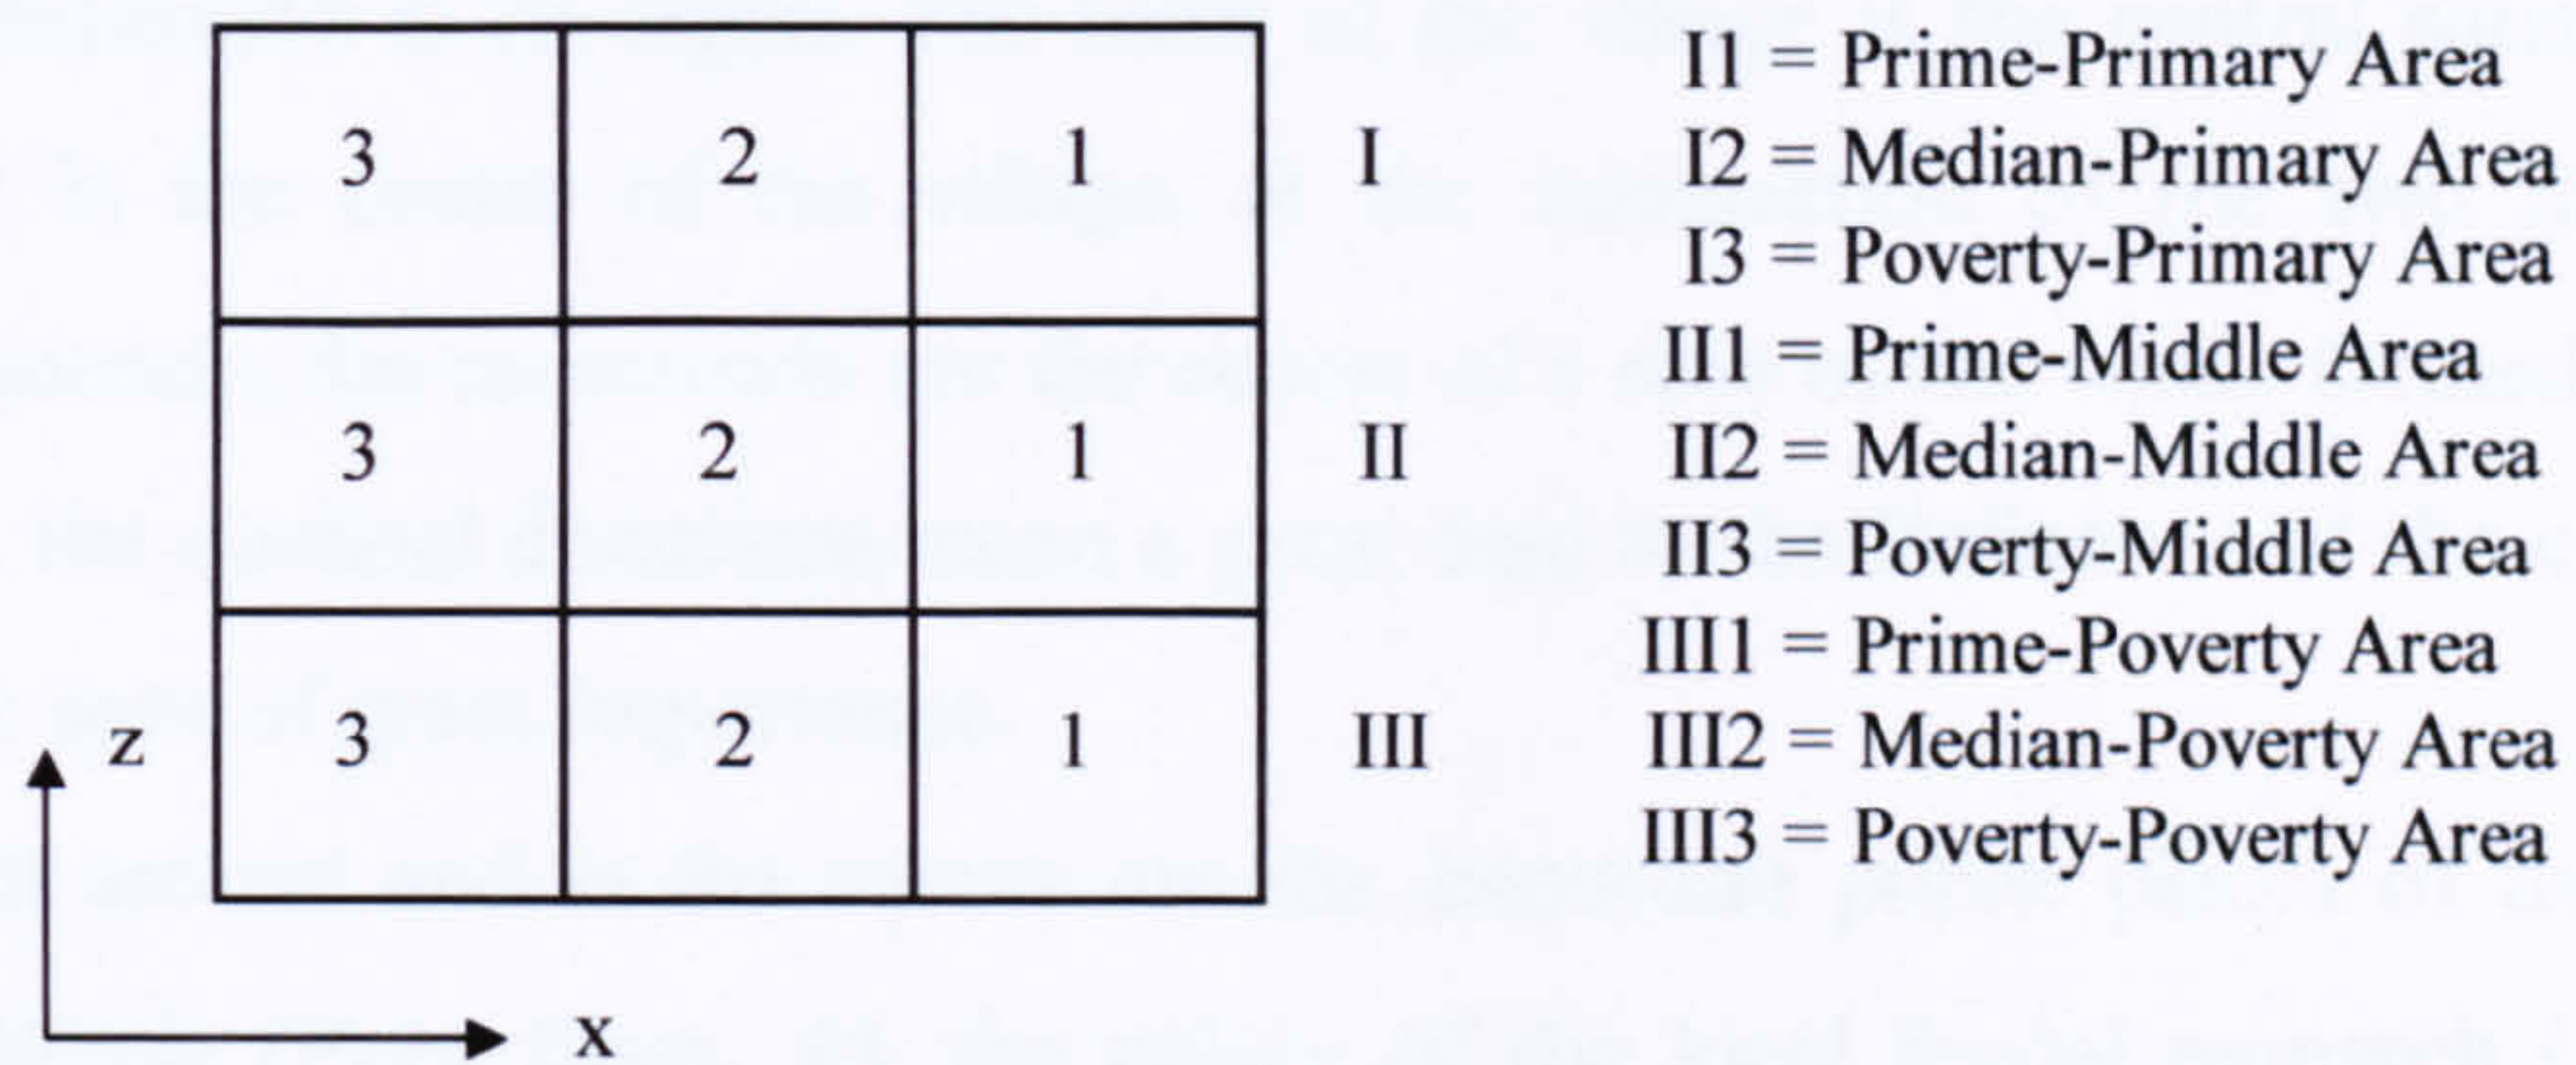 3 2 1 I
3 2 1 II
3 2 1 III
z
x
I1 = Prime-Primary Area
I2 = Median-Primary Area
I3 = Poverty-Primary Area
II1 = Prime-Middle Area
II2 = Median-Middle Area
II3 = Poverty-Middle Area
III1 = Prime-Poverty Area
III2 = Median-Poverty Area
III3 = Poverty-Poverty Area